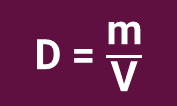 D = m/V